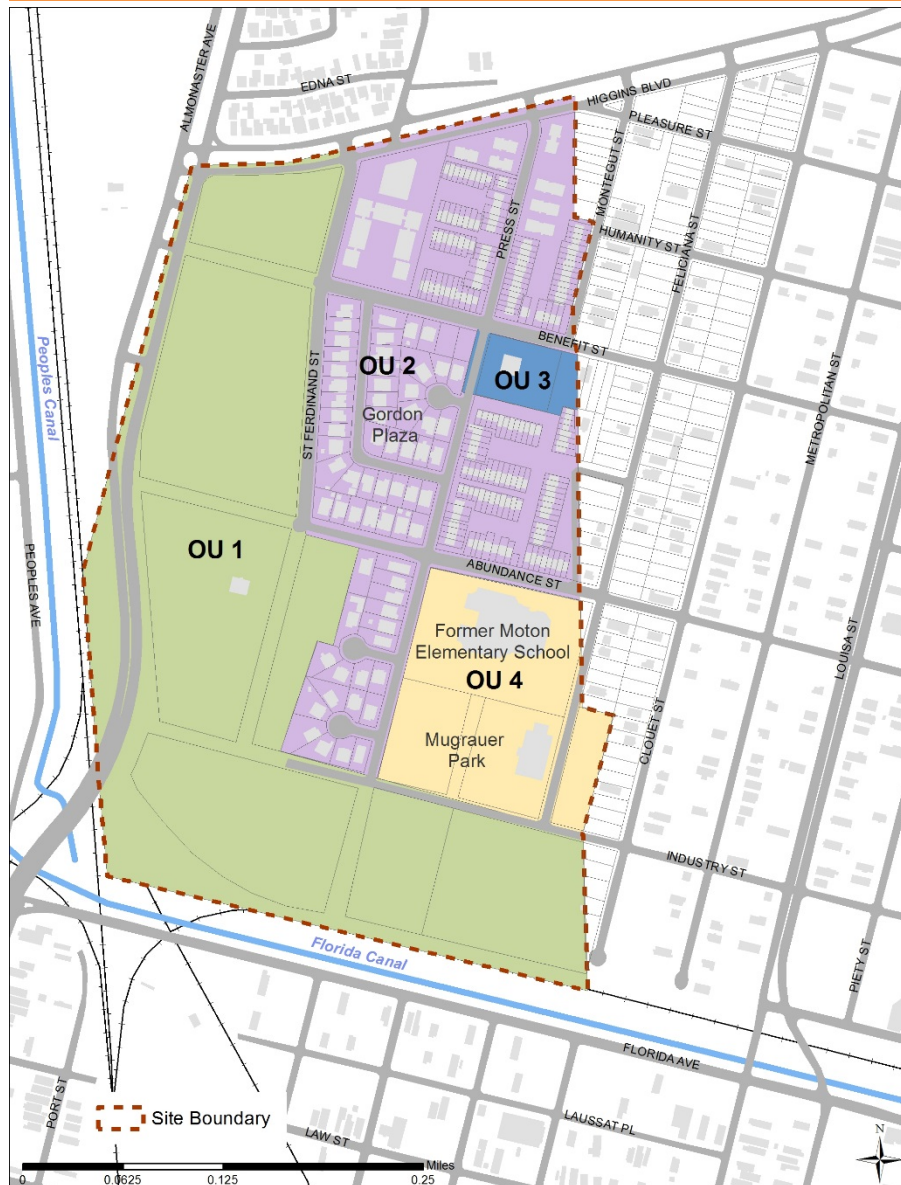 ALMONASTER AVE
EDNA ST
HIGGINS BLVD
PLEASURE ST
MONTEGUT ST
PRESS ST
HUMANITY ST
FELICIANA ST
BENEFIT ST
METROPOLITAN ST
Peoples Canal
OU 2
OU 3
ST FERDINAND ST
Gordon
Plaza
PEOPLES AVE
OU 1
ABUNDANCE ST
Former Moton
Elementary School
OU 4
LOUISA ST
Mugrauer
Park
CLOUET ST
INDUSTRY ST
PIETY ST
Florida Canal
FLORIDA AVE
PORT ST
Site Boundary
LAW ST
LAUSSAT PL
N
Miles
0
0.0625
0.125
0.25